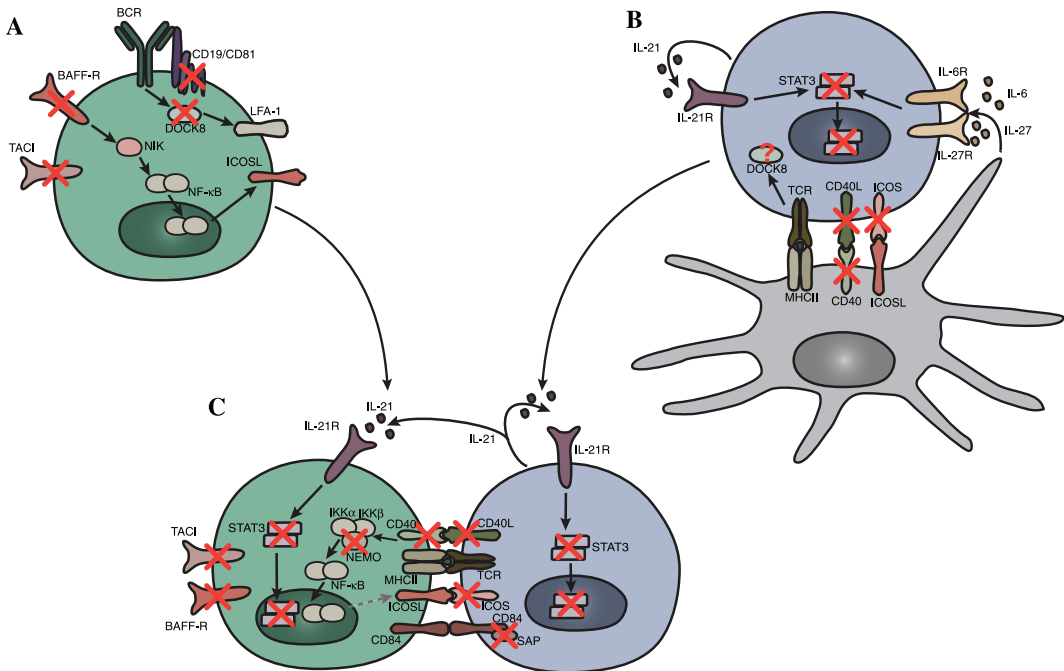 A
BCR
CD19/CD81
BAFF-R
LFA-1
DOCK8
TACI
NIK
ICOSL
NF-κB
B
IL-21
STAT3
IL-6R
IL-6
IL-21R
IL-27
IL-27R
?
DOCK8
TCR
CD40L
ICOS
MHCII
CD40
ICOSL
C
IL-21
IL-21R
IL-21
IL-21R
IKKα IKKβ
CD40
CD40L
TACI
STAT3
NEMO
STAT3
NF-κB
MHCII
TCR
ICOSL
ICOS
BAFF-R
CD84
CD84
SAP